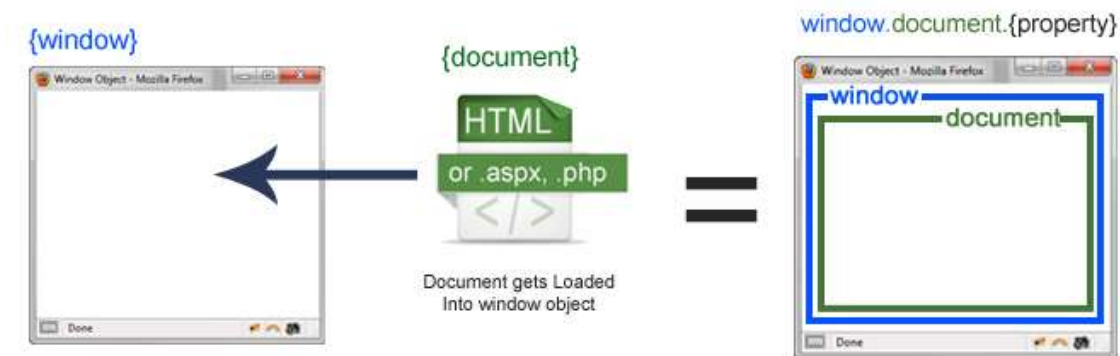 {window}
Window Object - Mozilla Firefox
Done
{document}
HTML
or .aspx, .php
</>
Document gets Loaded
Into window object
=
window.document.{property}
Window Object - Mozilla Firefox
window
document
Done